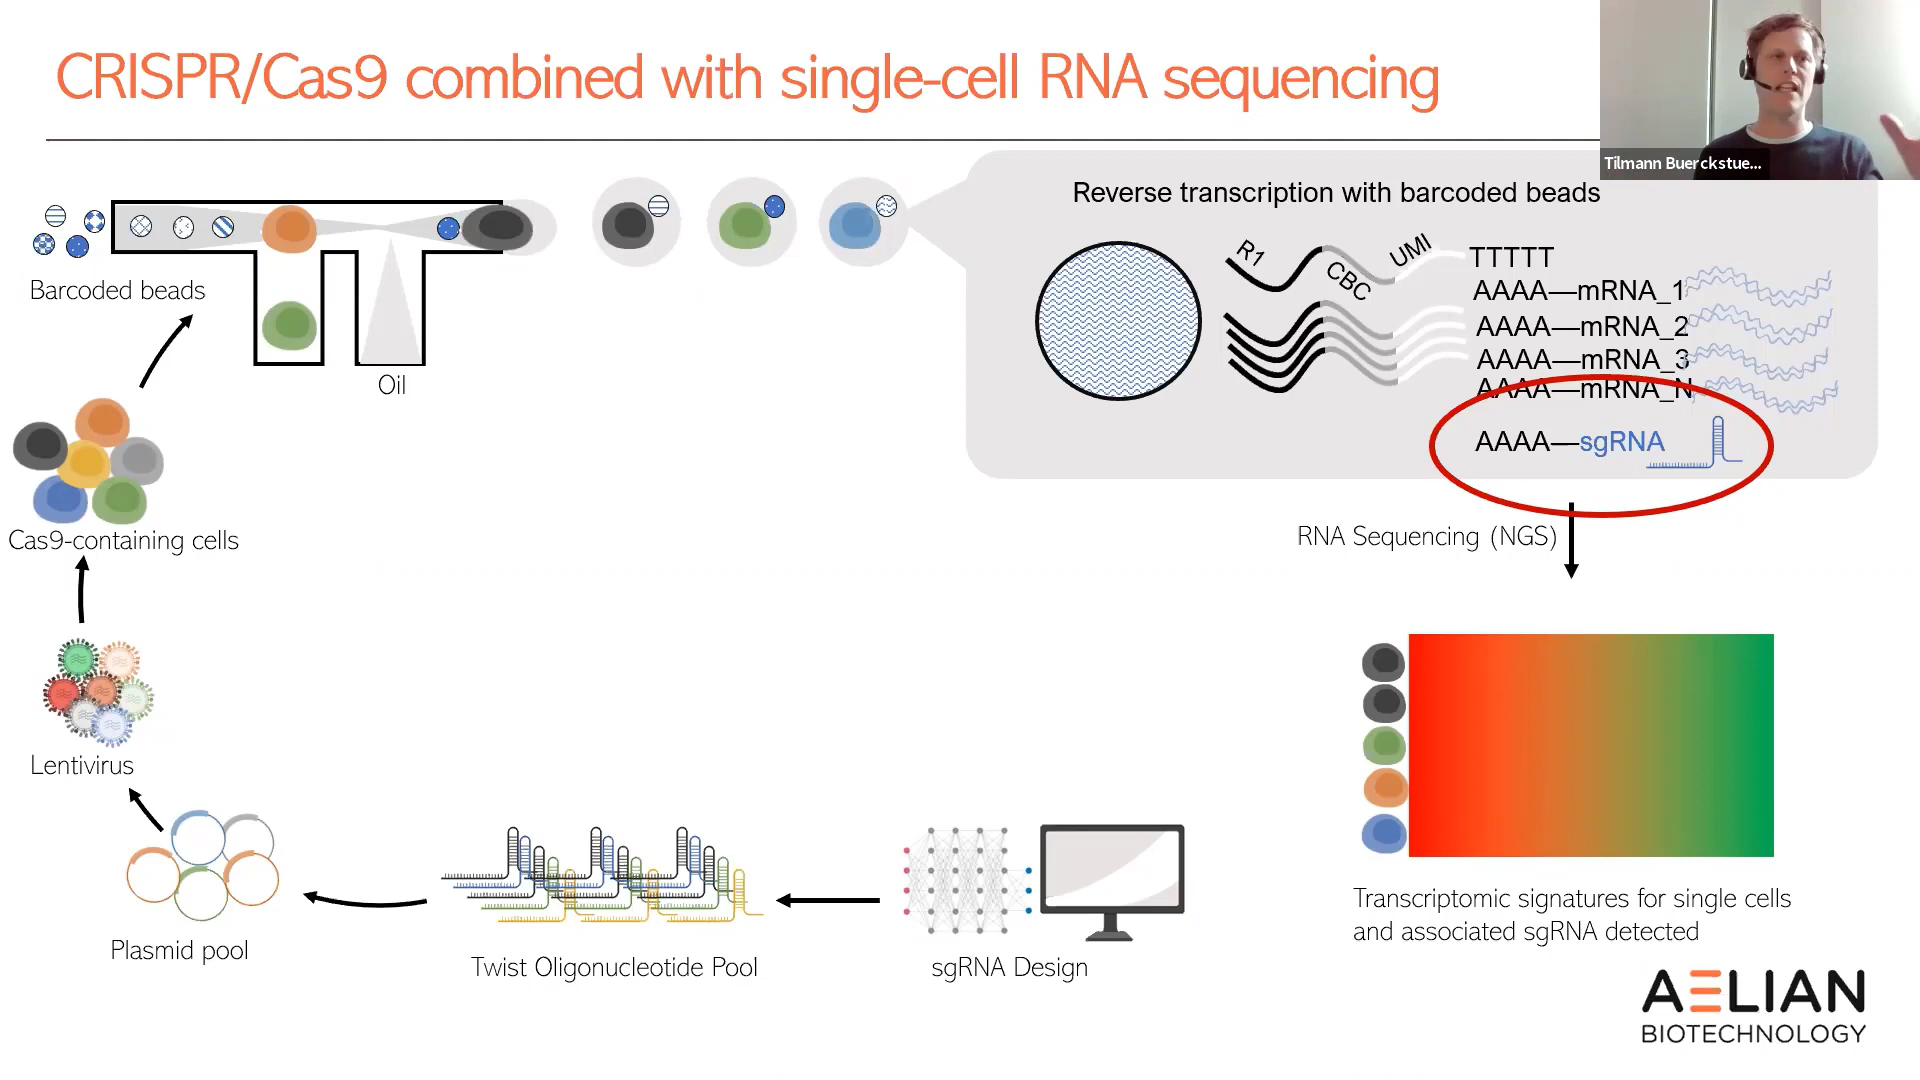 CRISPR/Cas9 combined with single-cell RNA sequencing
Tilmann Buerckstue...
Barcoded beads
Oil
Reverse transcription with barcoded beads
R1
CBC
UMI
TTTTT
AAAA—mRNA_1
AAAA—mRNA_2
AAAA—mRNA_3
AAAA—mRNA_N
AAAA—sgRNA
Cas9-containing cells
RNA Sequencing (NGS)
Lentivirus
Plasmid pool
Twist Oligonucleotide Pool
sgRNA Design
Transcriptomic signatures for single cells
and associated sgRNA detected
AELIAN
BIOTECHNOLOGY